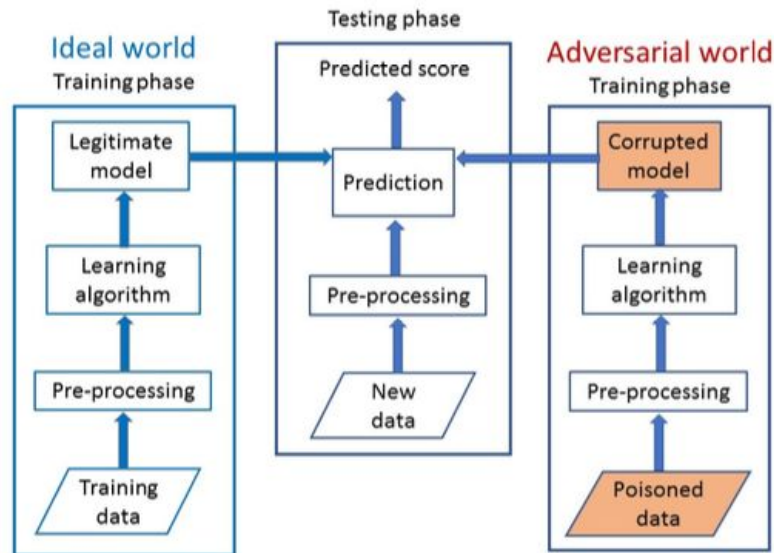 Ideal world
Training phase
Legitimate
model
Learning
algorithm
Pre-processing
Training
data
Testing phase
Predicted score
Prediction
Pre-processing
New
data
Adversarial world
Training phase
Corrupted
model
Learning
algorithm
Pre-processing
Poisoned
data